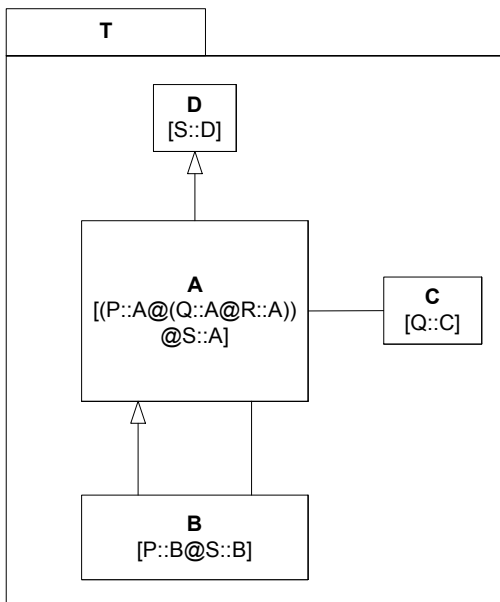 T
D
[S::D]
A
[(P::A@(Q::A@R::A))
@S::A]
C
[Q::C]
B
[P::B@S::B]